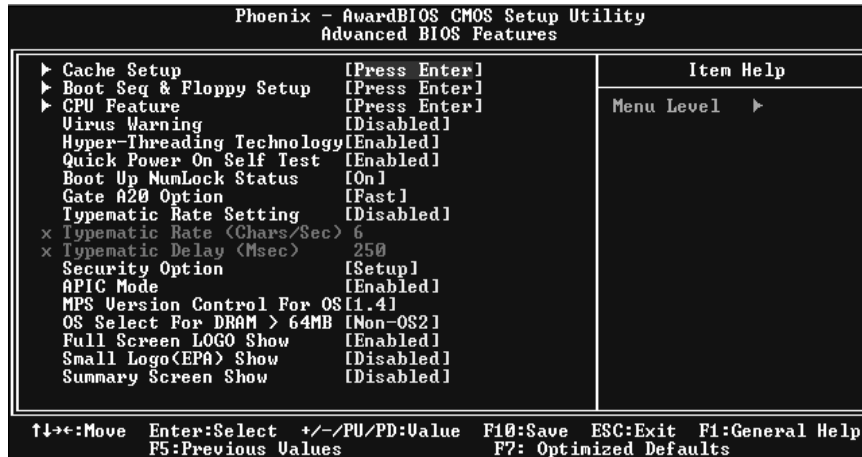 Phoenix - AwardBIOS CMOS Setup Utility
Advanced BIOS Features
▶ Cache Setup [Press Enter]
▶ Boot Seq & Floppy Setup [Press Enter]
▶ CPU Feature [Press Enter]
Virus Warning [Disabled]
Hyper-Threading Technology[Enabled]
Quick Power On Self Test [Enabled]
Boot Up NumLock Status [On]
Gate A20 Option [Fast]
Typematic Rate Setting [Disabled]
x Typematic Rate (Chars/Sec) 6
x Typematic Delay (Msec) 250
Security Option [Setup]
APIC Mode [Enabled]
MPS Version Control For OS[1.4]
OS Select For DRAM > 64MB [Non-OS2]
Full Screen LOGO Show [Enabled]
Small Logo(EPA) Show [Disabled]
Summary Screen Show [Disabled]
Item Help
Menu Level ▶
↑↓→←:Move Enter:Select +/-/PU/PD:Value F10:Save ESC:Exit F1:General Help
F5:Previous Values F7: Optimized Defaults